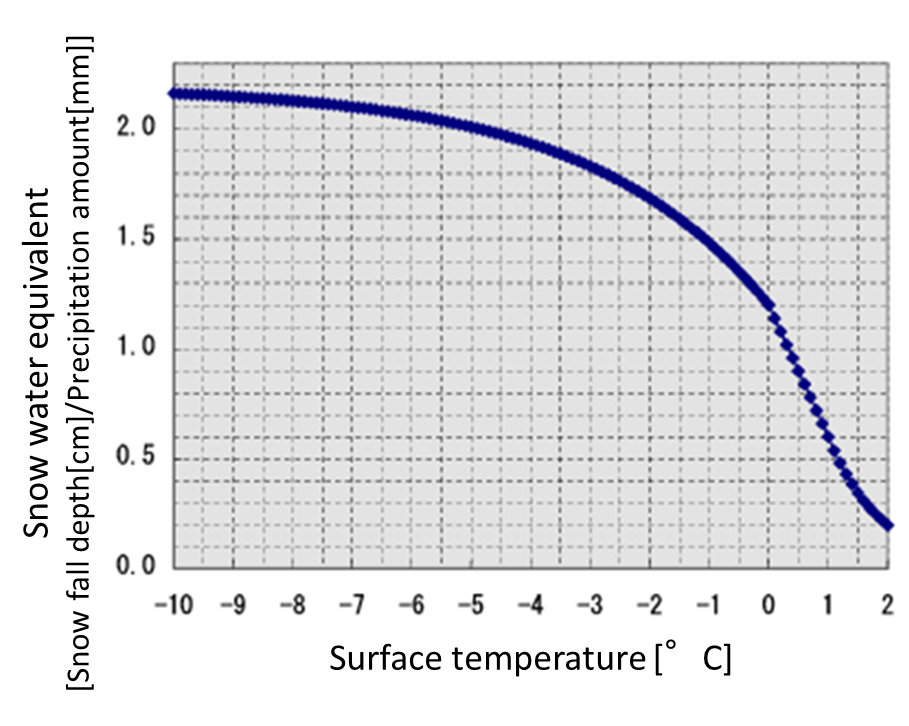 Snow water equivalent
[Snow fall depth[cm]/Precipitation amount[mm]]
2.0
1.5
1.0
0.5
0.0
-10 -9 -8 -7 -6 -5 -4 -3 -2 -1 0 1 2
Surface temperature[° C]